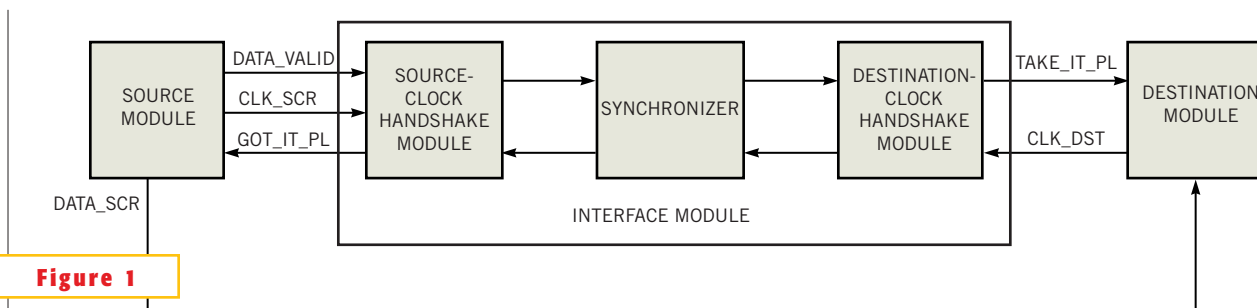 SOURCE
MODULE
DATA_VALID
CLK_SCR
GOT_IT_PL
SOURCE-
CLOCK
HANDSHAKE
MODULE
SYNCHRONIZER
DESTINATION-
CLOCK
HANDSHAKE
MODULE
TAKE_IT_PL
CLK_DST
DESTINATION
MODULE
DATA_SCR
INTERFACE MODULE
Figure 1